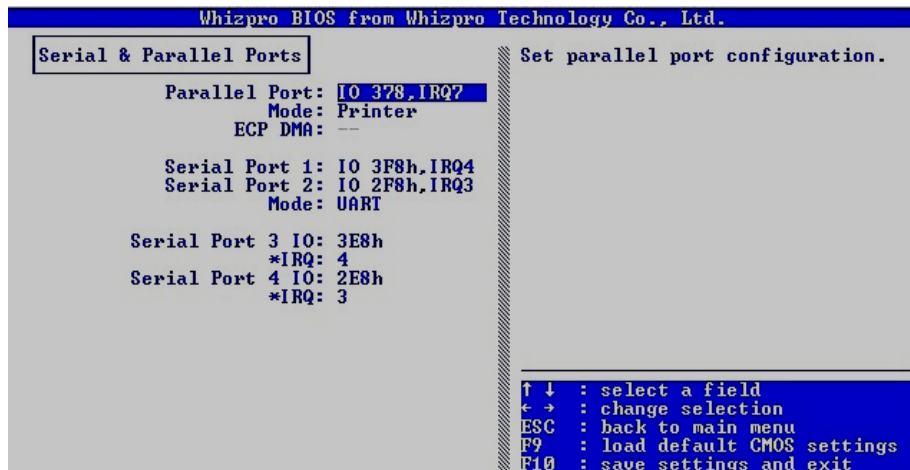 Whizpro BIOS from Whizpro Technology Co., Ltd.
Serial & Parallel Ports
Parallel Port: IO 378,IRQ7
Mode: Printer
ECP DMA: --
Serial Port 1: IO 3F8h,IRQ4
Serial Port 2: IO 2F8h,IRQ3
Mode: UART
Serial Port 3 IO: 3E8h
*IRQ: 4
Serial Port 4 IO: 2E8h
*IRQ: 3
Set parallel port configuration.
↑ ↓ : select a field
← → : change selection
ESC : back to main menu
F9 : load default CMOS settings
F10 : save settings and exit